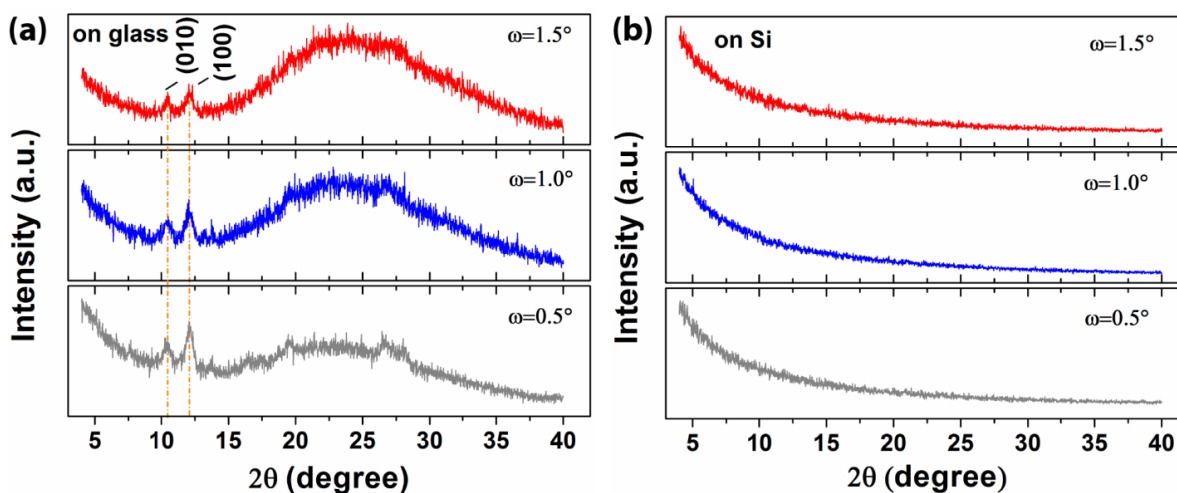 (a)
on glass
(010)
(100)
ω=1.5°
ω=1.0°
ω=0.5°
Intensity (a.u.)
5 10 15 20 25 30 35 40
2θ (degree)
(b)
on Si
ω=1.5°
ω=1.0°
ω=0.5°
Intensity (a.u.)
5 10 15 20 25 30 35 40
2θ (degree)